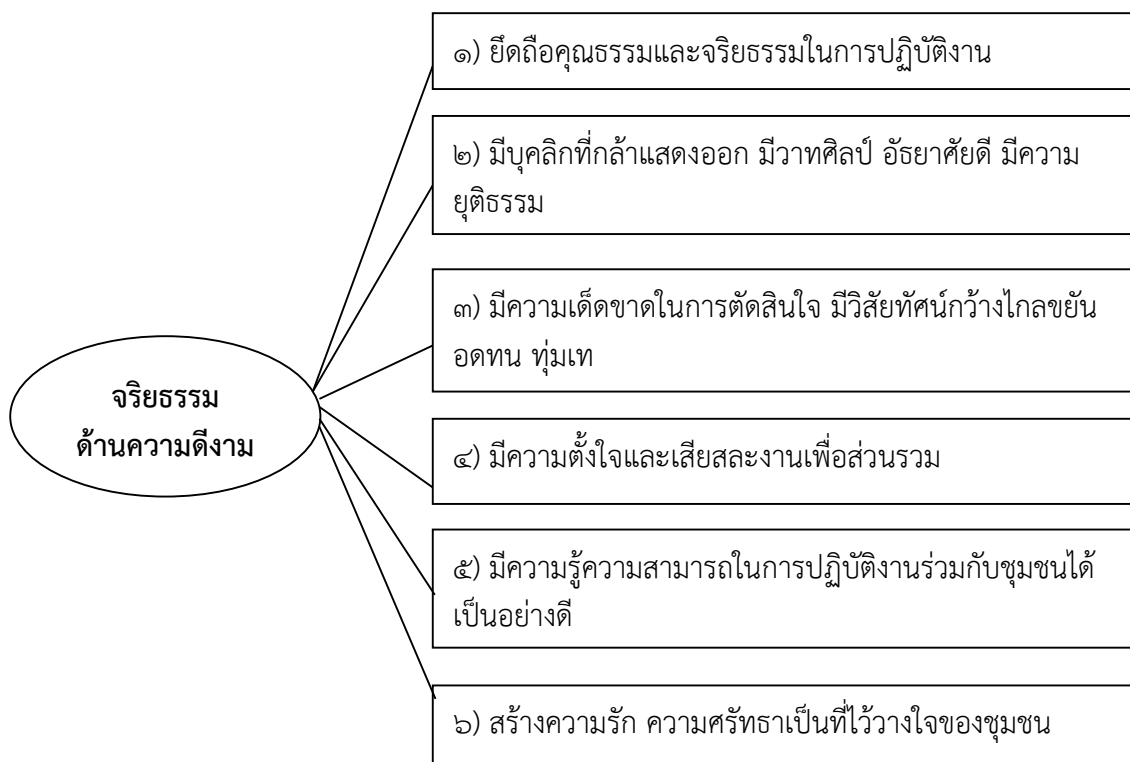 ๑) ยึดถือคุณธรรมและจริยธรรมในการปฏิบัติงาน
๒) มีบุคลิกที่กล้าแสดงออก มีวาทศิลป์ อัธยาศัยดี มีความ
ยุติธรรม
๓) มีความเด็ดขาดในการตัดสินใจ มีวิสัยทัศน์กว้างไกลขยัน
อดทน ทุ่มเท
จริยธรรม
ด้านความดีงาม
๔) มีความตั้งใจและเสียสละงานเพื่อส่วนรวม
๕) มีความรู้ความสามารถในการปฏิบัติงานร่วมกับชุมชนได้
เป็นอย่างดี
๖) สร้างความรัก ความศรัทธาเป็นที่ไว้วางใจของชุมชน